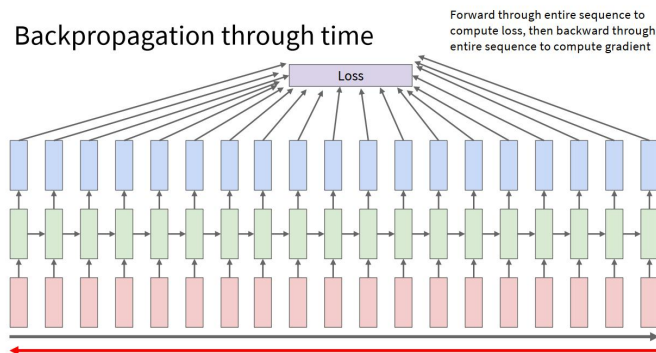 Backpropagation through time
Forward through entire sequence to
compute loss, then backward through
entire sequence to compute gradient
Loss